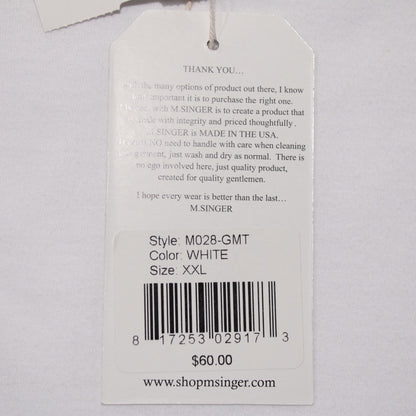 THANK YOU...
the many options of product out there, I know
important it is to purchase the right one.
with M.SINGER is to create a product that
with integrity and priced thoughtfully.
SINGER is MADE IN THE USA.
NO need to handle with care when cleaning
garment, just wash and dry as normal. There is
no ego involved here, just quality product,
created for quality gentlemen.
I hope every wear is better than the last...
M.SINGER
Style: M028-GMT
Color: WHITE
Size: XXL
8 17253 02917 3
$60.00
www.shopmsinger.com